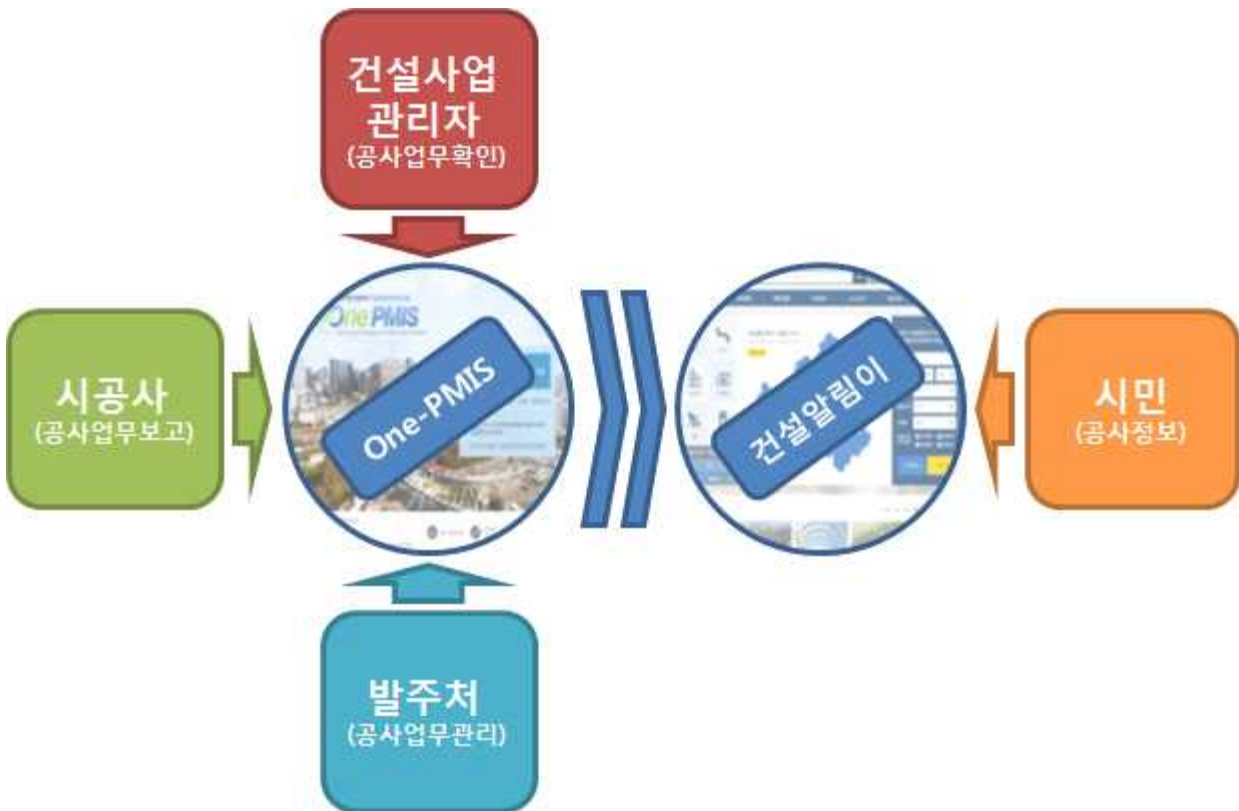 건설사업
관리자
(공사업무확인)
One PMIS
One-PMIS
건설알림이
시공사
(공사업무보고)
시민
(공사정보)
발주처
(공사업무관리)